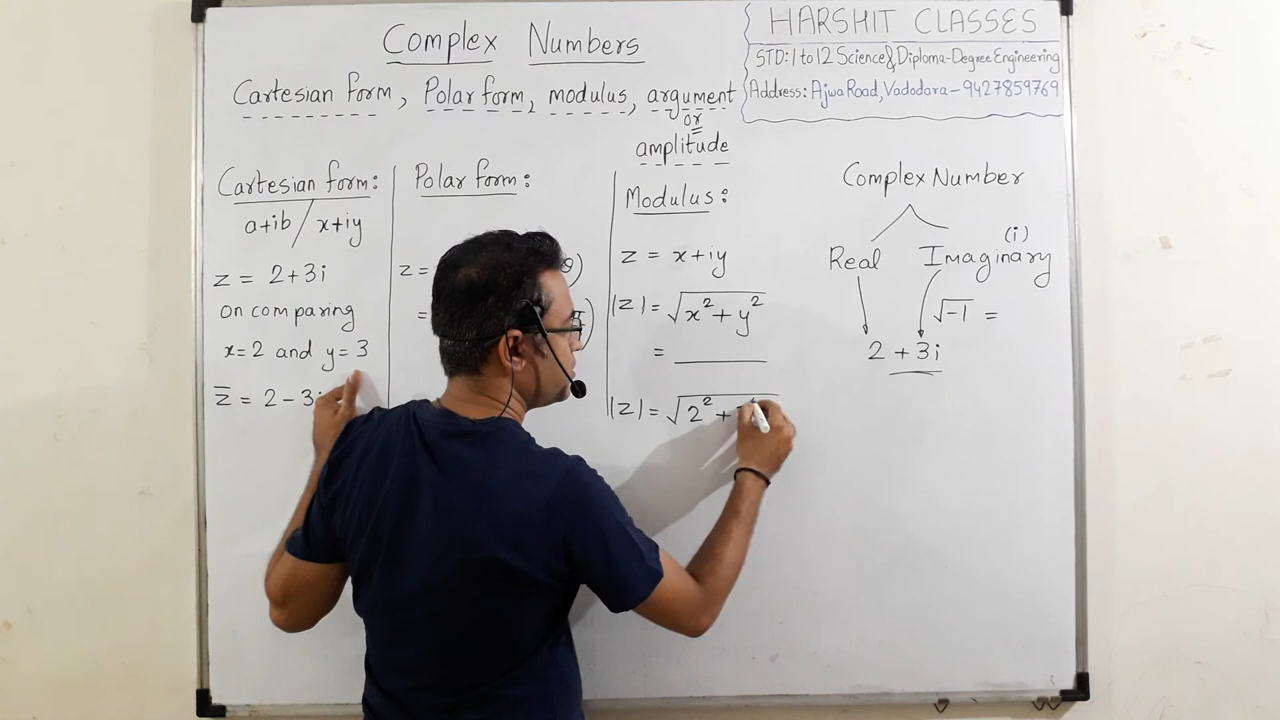 Complex Numbers
Cartesian form, Polar form, modulus, argument
or
amplitude
HARSHIT CLASSES
STD: 1 to 12 Science & Diploma-Degree Engineering
Address: Ajwa Road, Vadodara - 9427859769
Cartesian form:
a+ib / x+iy
z = 2+3i
on comparing
x=2 and y=3
z̅ = 2-3i
Polar form:
z =
=
Modulus:
z = x+iy
|z| = √x²+y²
=
|z| = √2²+
Complex Number
Real Imaginary (i)
√-1 =
2 + 3i